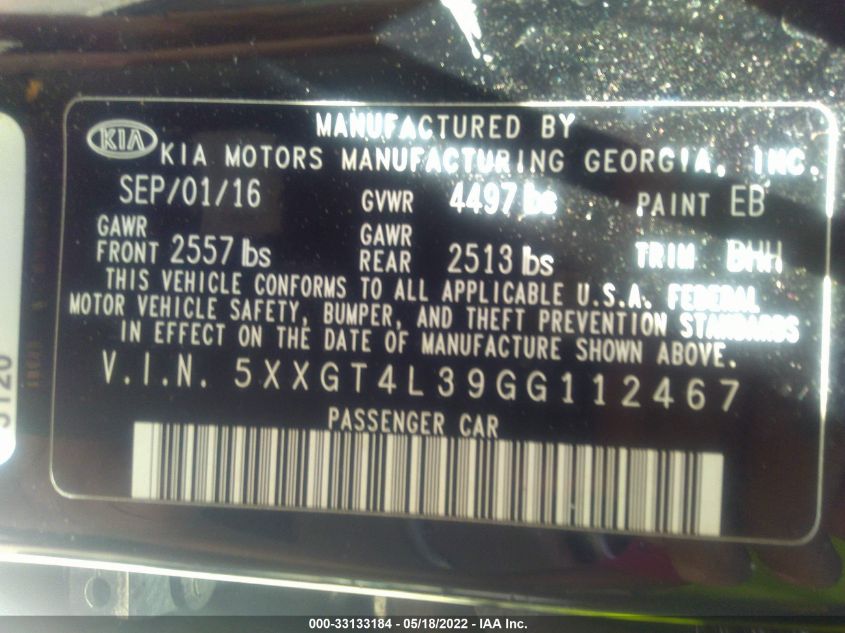 MANUFACTURED BY
KIA KIA MOTORS MANUFACTURING GEORGIA, INC.
SEP/01/16 GVWR 4497 lbs PAINT EB
GAWR FRONT 2557 lbs GAWR REAR 2513 lbs TRIM BHH
THIS VEHICLE CONFORMS TO ALL APPLICABLE U.S.A. FEDERAL
MOTOR VEHICLE SAFETY, BUMPER, AND THEFT PREVENTION STANDARDS
IN EFFECT ON THE DATE OF MANUFACTURE SHOWN ABOVE.
V.I.N. 5XXGT4L39GG112467
PASSENGER CAR
000-33133184 - 05/18/2022 - IAA Inc.